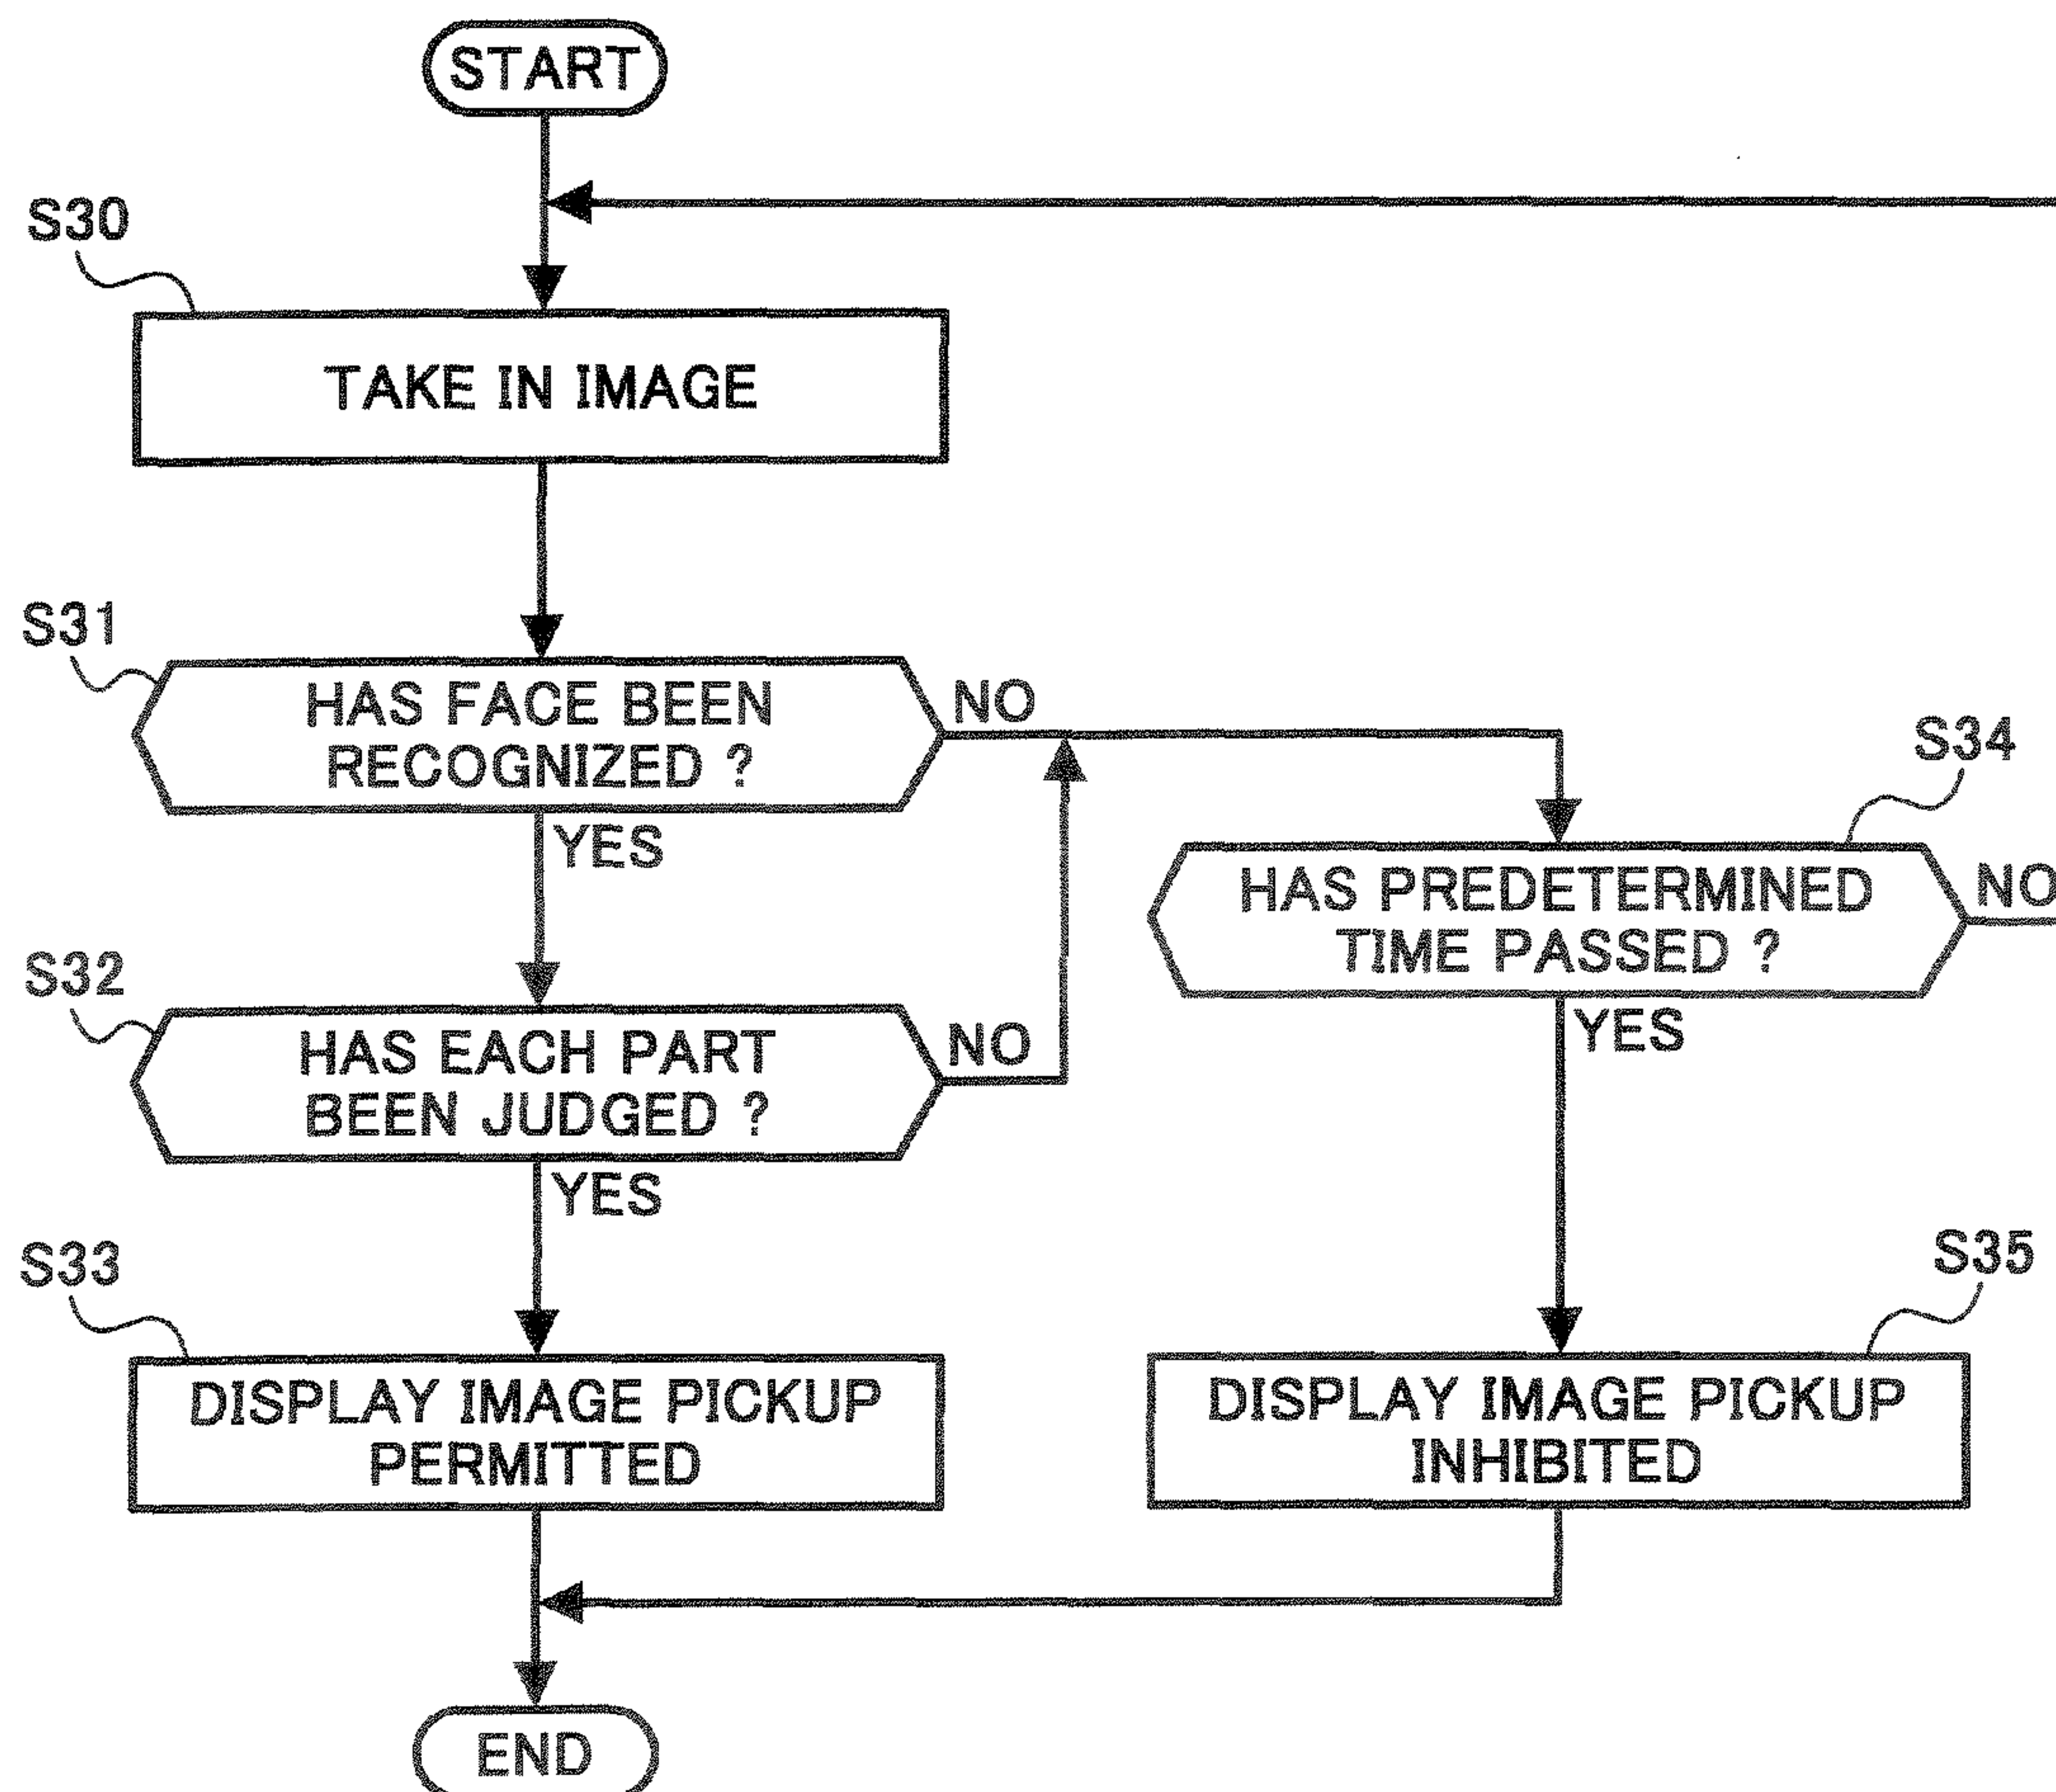 START
S30
TAKE IN IMAGE
S31
HAS FACE BEEN
RECOGNIZED ?
NO
YES
S34
HAS PREDETERMINED
TIME PASSED ?
NO
YES
S32
HAS EACH PART
BEEN JUDGED ?
NO
YES
S33
DISPLAY IMAGE PICKUP
PERMITTED
S35
DISPLAY IMAGE PICKUP
INHIBITED
END